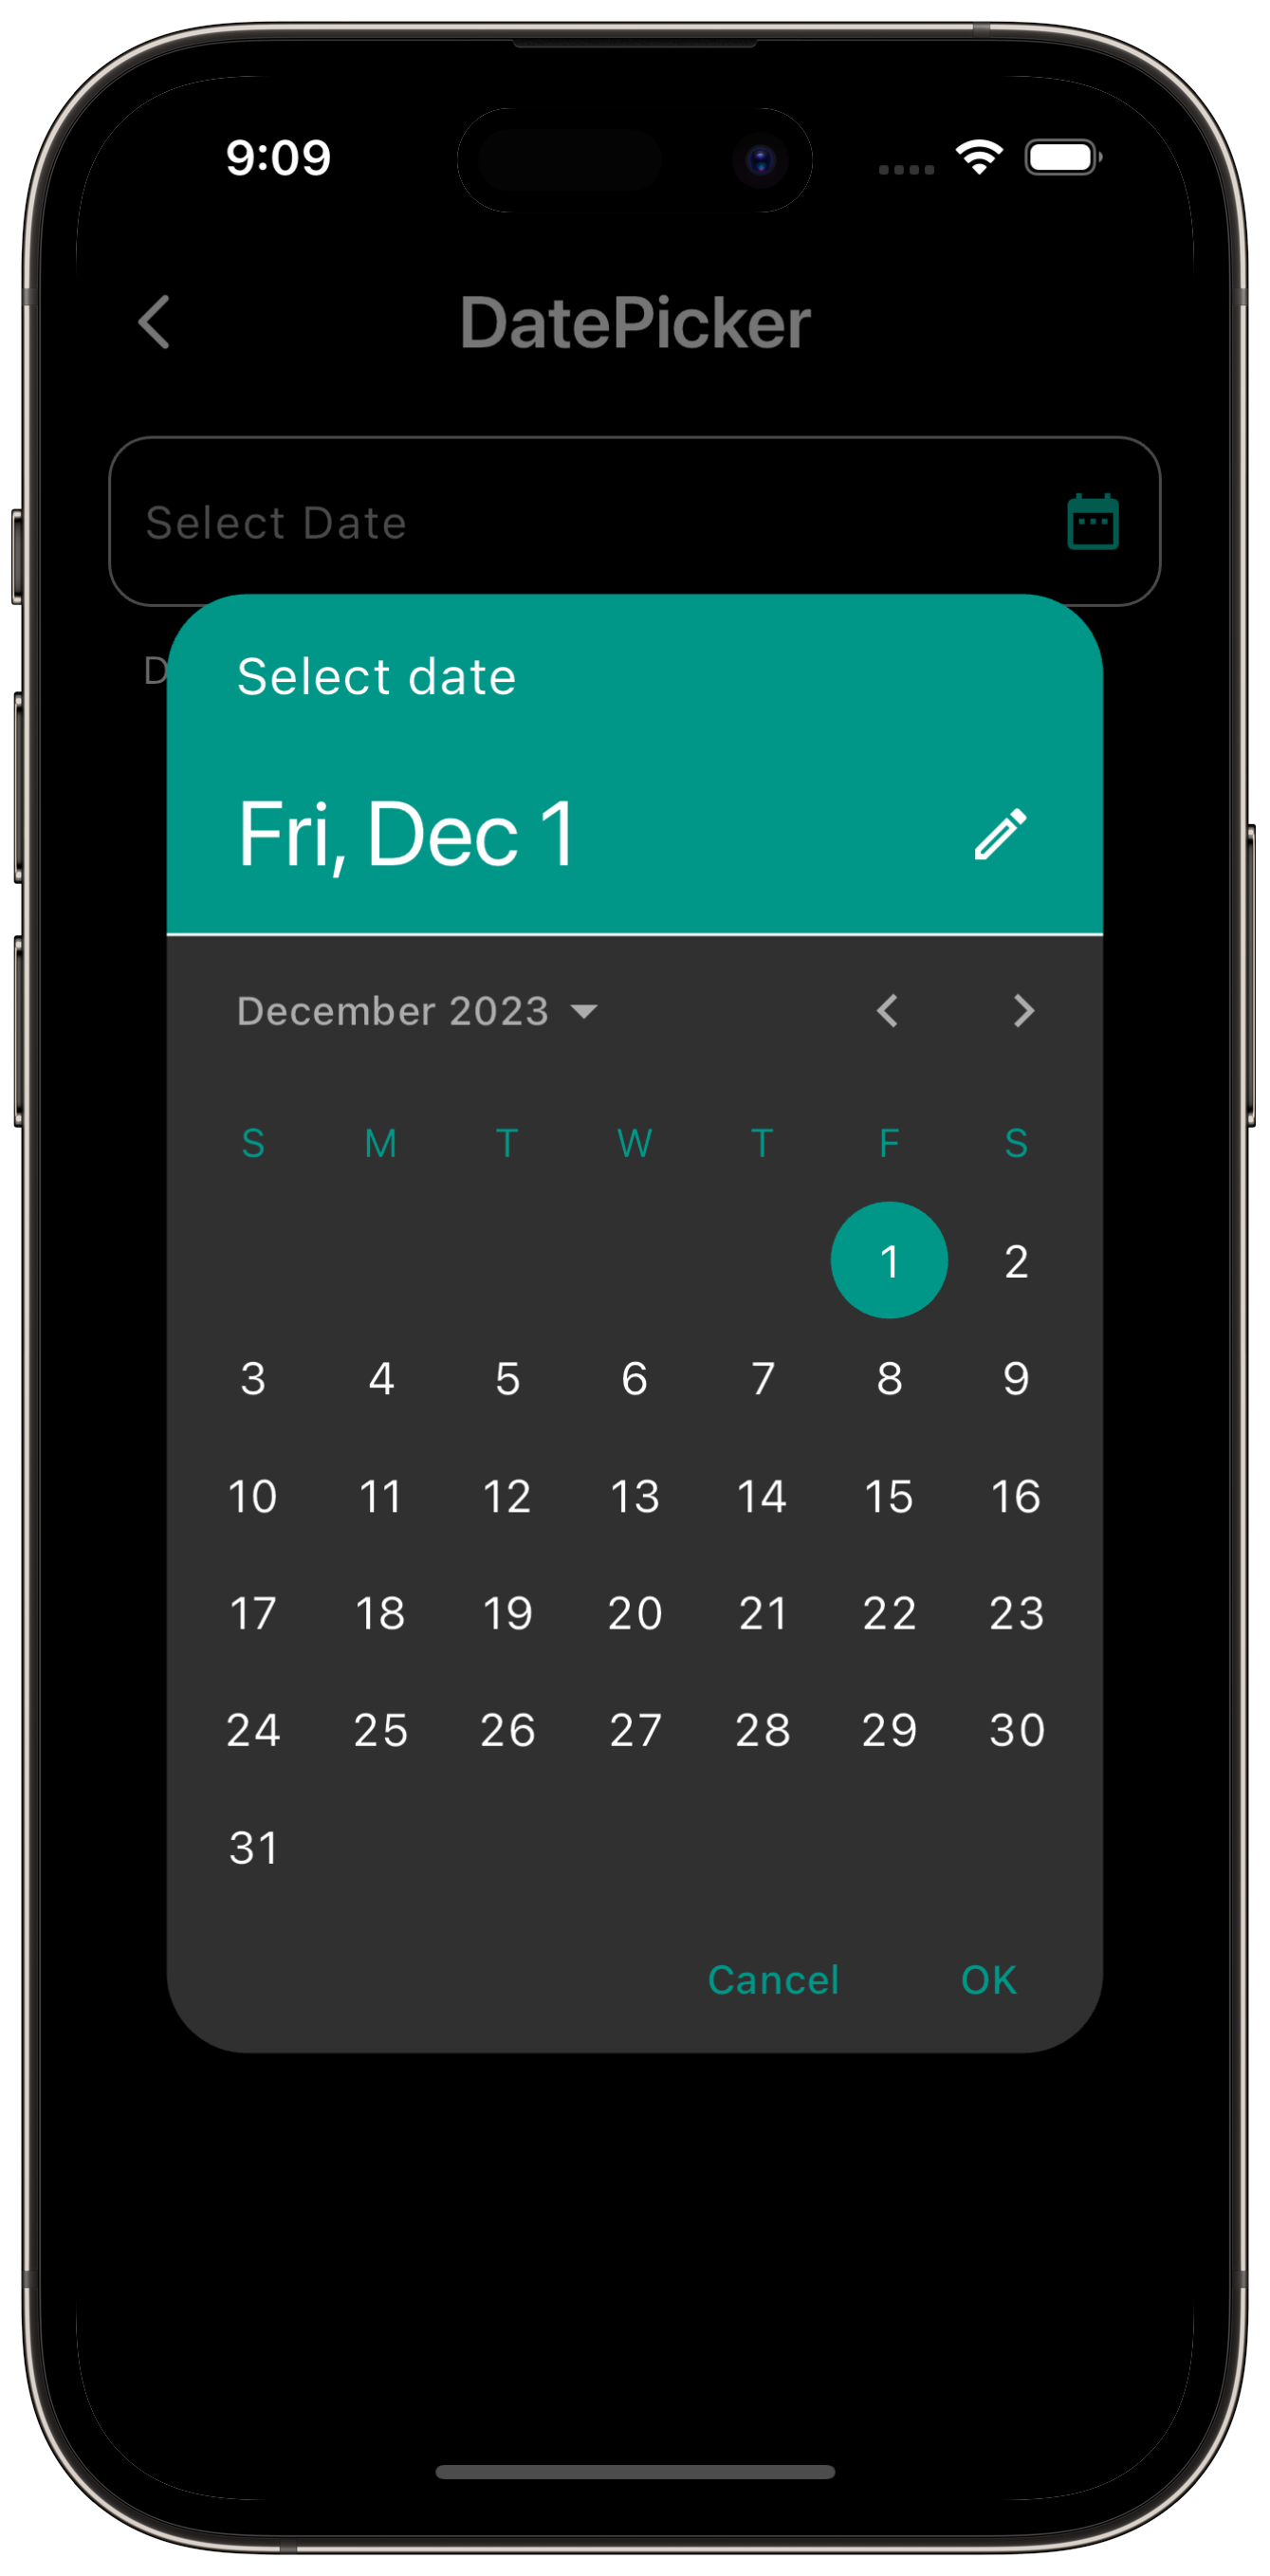 9:09
DatePicker
Select Date
D
Select date
Fri, Dec 1
December 2023
S M T W T F S
1 2
3 4 5 6 7 8 9
10 11 12 13 14 15 16
17 18 19 20 21 22 23
24 25 26 27 28 29 30
31
Cancel OK